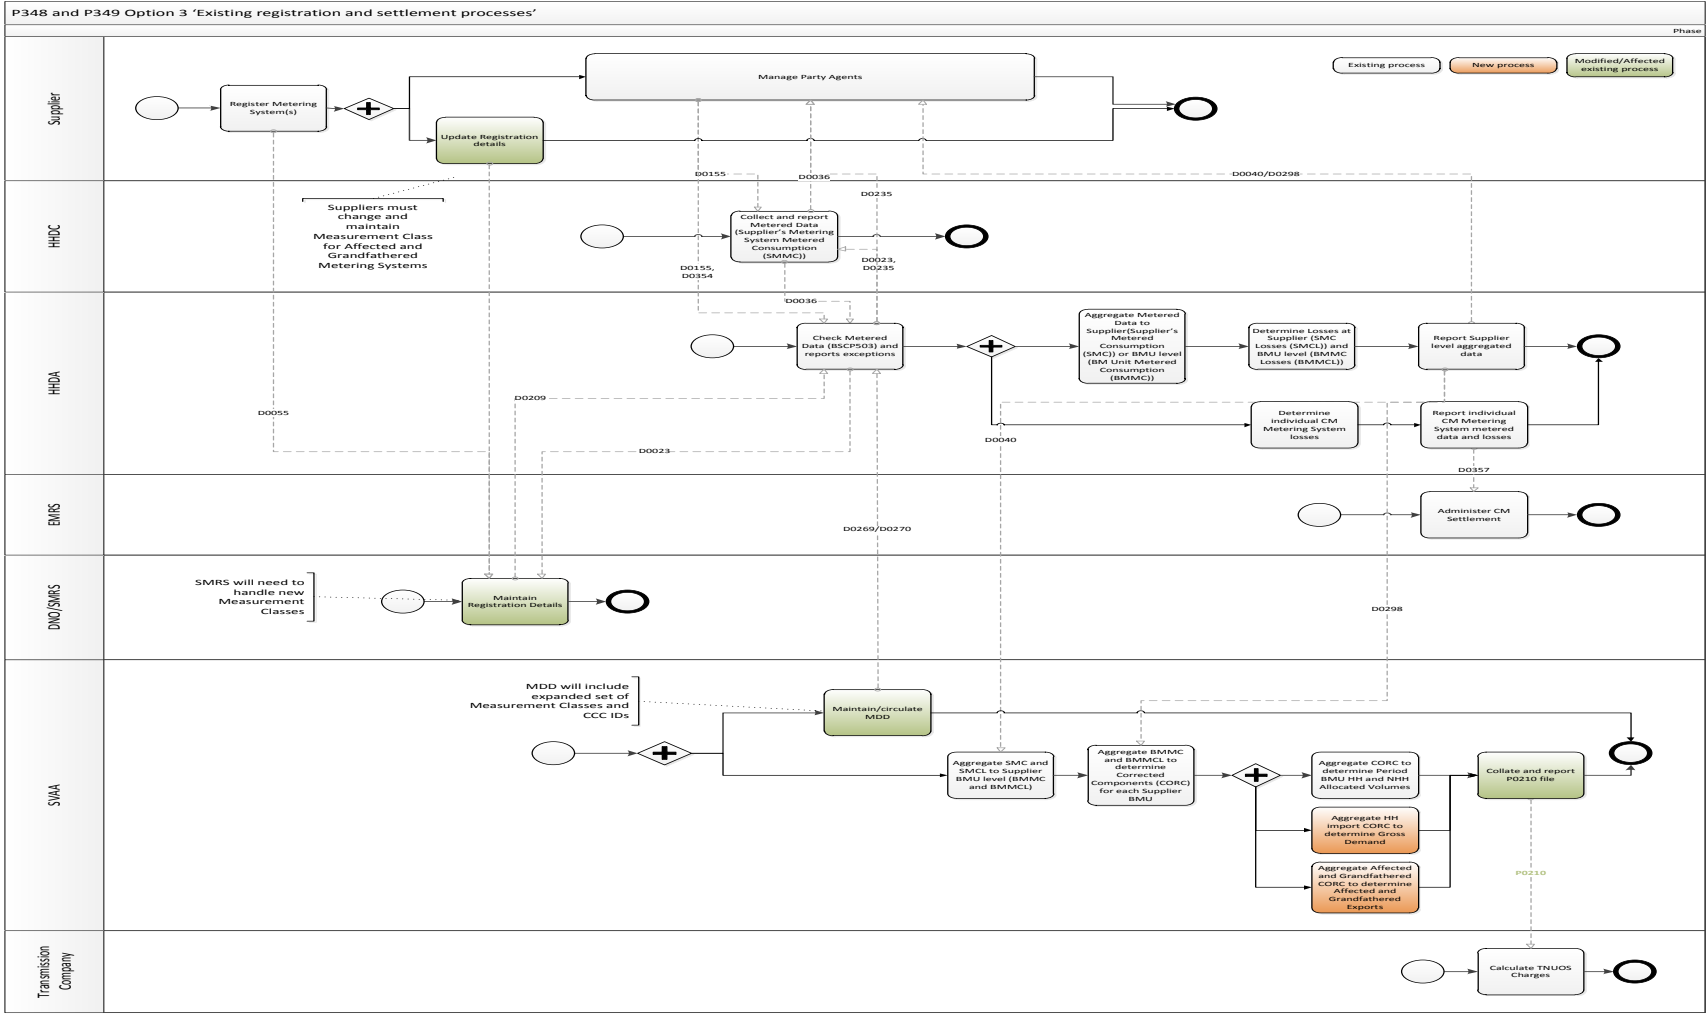 P348 and P349 Option 3 ‘Existing registration and settlement processes’
Phase
Supplier
Register Metering
System(s)
Manage Party Agents
Update Registration
details
Existing process
New process
Modified/Affected
existing process
D0155
D0036
D0040/D0298
HHDC
Suppliers must
change and
maintain
Measurement Class
for Affected and
Grandfathered
Metering Systems
D0235
Collect and report
Metered Data
(Supplier’s Metering
System Metered
Consumption
(SMMC))
D0155,
D0354
D0023,
D0235
HHDA
D0036
Check Metered
Data (BSCP503) and
reports exceptions
Aggregate Metered
Data to
Supplier(Supplier’s
Metered
Consumption
(SMC)) or BMU level
(BM Unit Metered
Consumption
(BMMC))
Determine Losses at
Supplier (SMC
Losses (SMCL)) and
BMU level (BMMC
Losses (BMMCL))
Report Supplier
level aggregated
data
D0209
D0055
D0023
D0040
Determine
individual CM
Metering System
losses
Report individual
CM Metering
System metered
data and losses
D0357
EMRS
Administer CM
Settlement
D0269/D0270
DNO/SMRS
SMRS will need to
handle new
Measurement
Classes
Maintain
Registration Details
D0298
SVAA
MDD will include
expanded set of
Measurement Classes and
CCC IDs
Maintain/circulate
MDD
Aggregate SMC and
SMCL to Supplier
BMU level (BMMC
and BMMCL)
Aggregate BMMC
and BMMCL to
determine
Corrected
Components (CORC)
for each Supplier
BMU
Aggregate CORC to
determine Period
BMU HH and NHH
Allocated Volumes
Collate and report
P0210 file
Aggregate HH
import CORC to
determine Gross
Demand
Aggregate Affected
and Grandfathered
CORC to determine
Affected and
Grandfathered
Exports
P0210
Transmission
Company
Calculate TNUOS
Charges